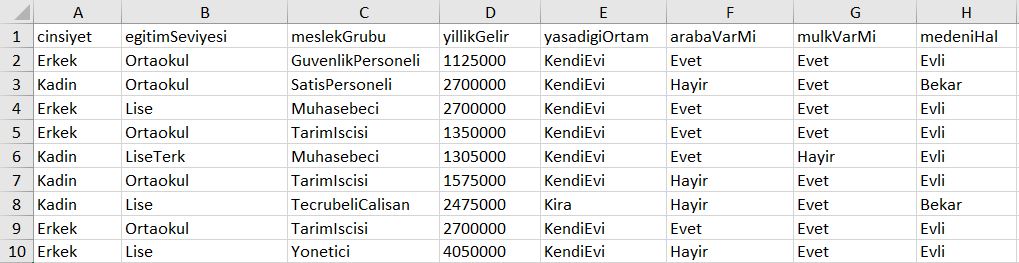 A B C D E F G H
1 cinsiyet egitimSeviyesi meslekGrubu yillikGelir yasadigiOrtam arabaVarMi mulkVarMi medeniHal
2 Erkek Ortaokul GuvenlikPersoneli 1125000 KendiEvi Evet Evet Evli
3 Kadin Ortaokul SatisPersoneli 2700000 KendiEvi Hayir Evet Bekar
4 Erkek Lise Muhasebeci 2700000 KendiEvi Evet Evet Evli
5 Erkek Ortaokul TarimIscisi 1350000 KendiEvi Evet Evet Evli
6 Kadin LiseTerk Muhasebeci 1305000 KendiEvi Evet Hayir Evli
7 Kadin Ortaokul TarimIscisi 1575000 KendiEvi Hayir Evet Evli
8 Kadin Lise TecrubeliCalisan 2475000 Kira Hayir Evet Bekar
9 Erkek Ortaokul TarimIscisi 2700000 KendiEvi Evet Evet Evli
10 Erkek Lise Yonetici 4050000 KendiEvi Hayir Evet Evli